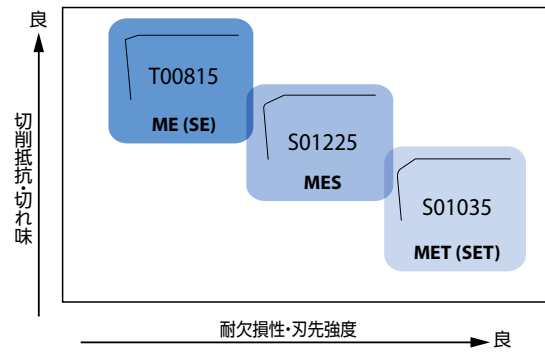 良
切削抵抗・切れ味
T00815
ME (SE)
S01225
MES
S01035
MET (SET)
耐欠損性・刃先強度
良